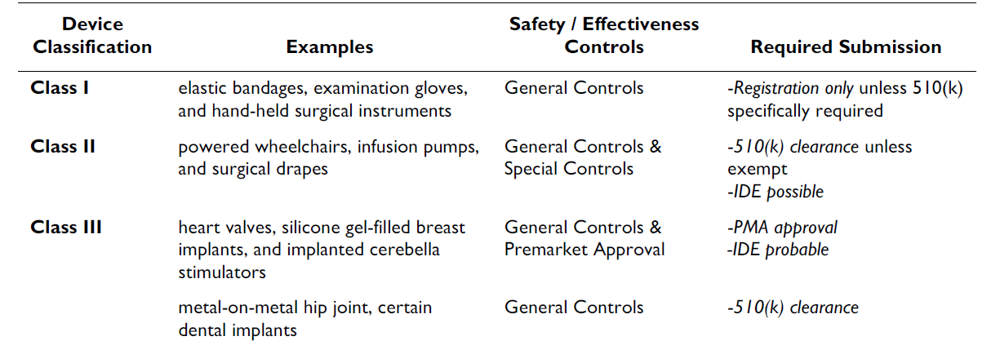 Device
Classification
Examples
Safety / Effectiveness
Controls
Required Submission
Class I
elastic bandages, examination gloves,
and hand-held surgical instruments
General Controls
-Registration only unless 510(k)
specifically required
Class II
powered wheelchairs, infusion pumps,
and surgical drapes
General Controls &
Special Controls
-510(k) clearance unless
exempt
-IDE possible
Class III
heart valves, silicone gel-filled breast
implants, and implanted cerebella
stimulators
General Controls &
Premarket Approval
-PMA approval
-IDE probable
metal-on-metal hip joint, certain
dental implants
General Controls
-510(k) clearance